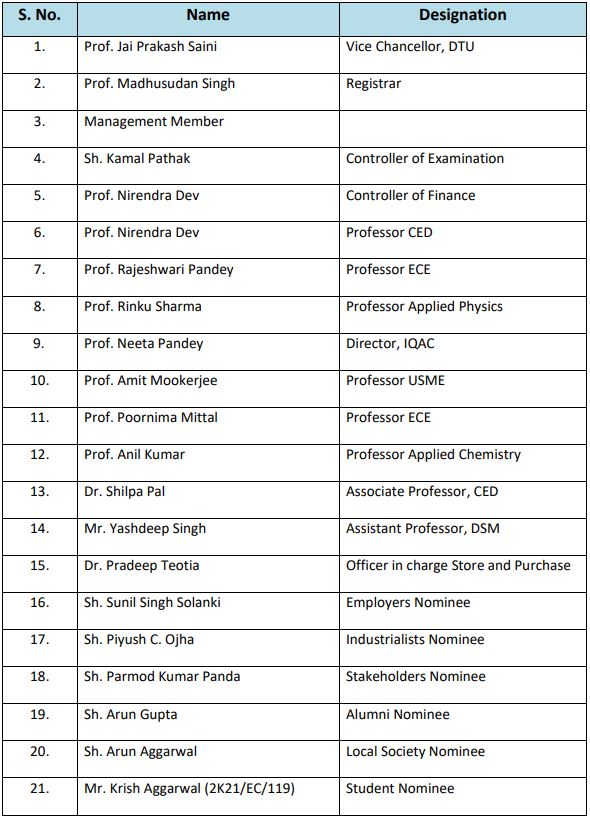 S. No. Name Designation
1. Prof. Jai Prakash Saini Vice Chancellor, DTU
2. Prof. Madhusudan Singh Registrar
3. Management Member
4. Sh. Kamal Pathak Controller of Examination
5. Prof. Nirendra Dev Controller of Finance
6. Prof. Nirendra Dev Professor CED
7. Prof. Rajeshwari Pandey Professor ECE
8. Prof. Rinku Sharma Professor Applied Physics
9. Prof. Neeta Pandey Director, IQAC
10. Prof. Amit Mookerjee Professor USME
11. Prof. Poornima Mittal Professor ECE
12. Prof. Anil Kumar Professor Applied Chemistry
13. Dr. Shilpa Pal Associate Professor, CED
14. Mr. Yashdeep Singh Assistant Professor, DSM
15. Dr. Pradeep Teotia Officer in charge Store and Purchase
16. Sh. Sunil Singh Solanki Employers Nominee
17. Sh. Piyush C. Ojha Industrialists Nominee
18. Sh. Parmod Kumar Panda Stakeholders Nominee
19. Sh. Arun Gupta Alumni Nominee
20. Sh. Arun Aggarwal Local Society Nominee
21. Mr. Krish Aggarwal (2K21/EC/119) Student Nominee